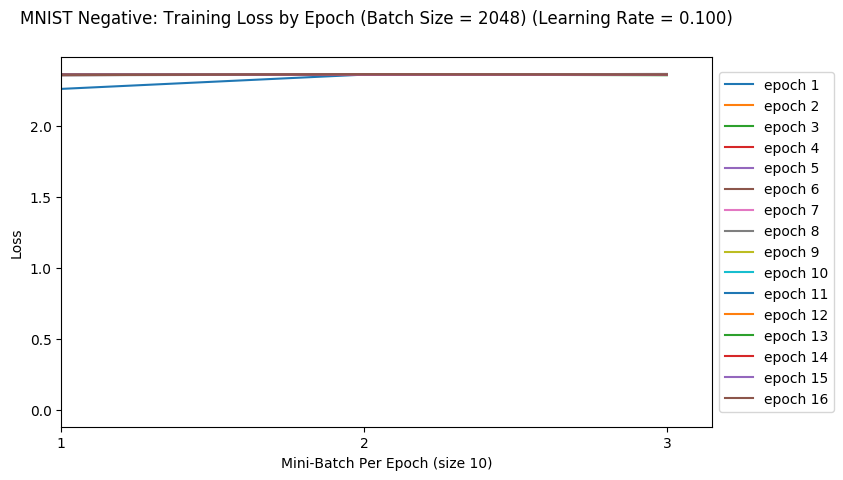 MNIST Negative: Training Loss by Epoch (Batch Size = 2048) (Learning Rate = 0.100)
2.0
1.5
1.0
0.5
0.0
Loss
1
2
3
Mini-Batch Per Epoch (size 10)
epoch 1
epoch 2
epoch 3
epoch 4
epoch 5
epoch 6
epoch 7
epoch 8
epoch 9
epoch 10
epoch 11
epoch 12
epoch 13
epoch 14
epoch 15
epoch 16